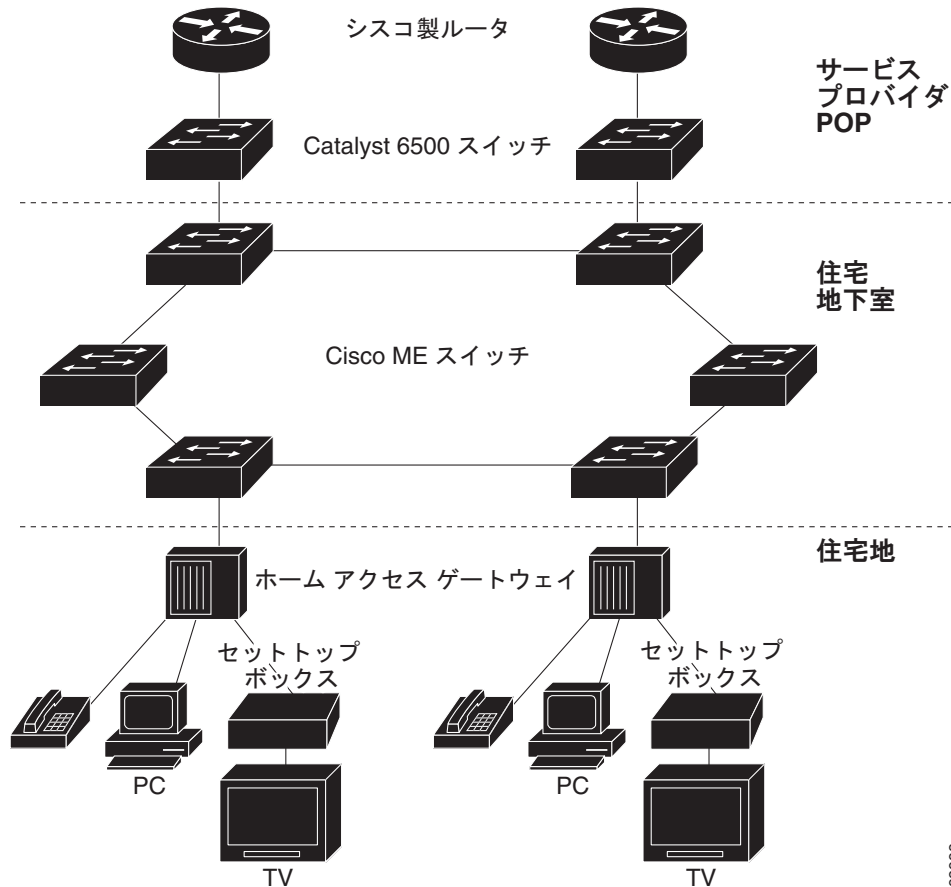 シスコ製ルータ
サービス
プロバイダ
POP
Catalyst 6500 スイッチ
住宅
地下室
Cisco ME スイッチ
住宅地
ホーム アクセス ゲートウェイ
セットトップ
ボックス
セットトップ
ボックス
PC
PC
TV
TV